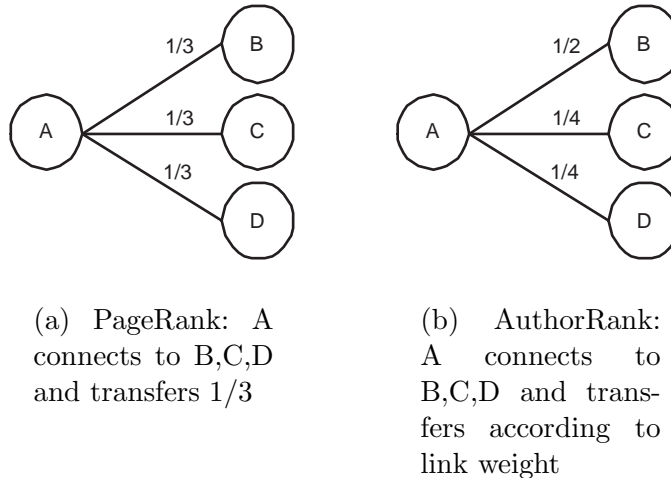 A
1/3
1/3
1/3
B
C
D
(a) PageRank: A
connects to B,C,D
and transfers 1/3
A
1/2
1/4
1/4
B
C
D
(b) AuthorRank:
A connects to
B,C,D and trans-
fers according to
link weight